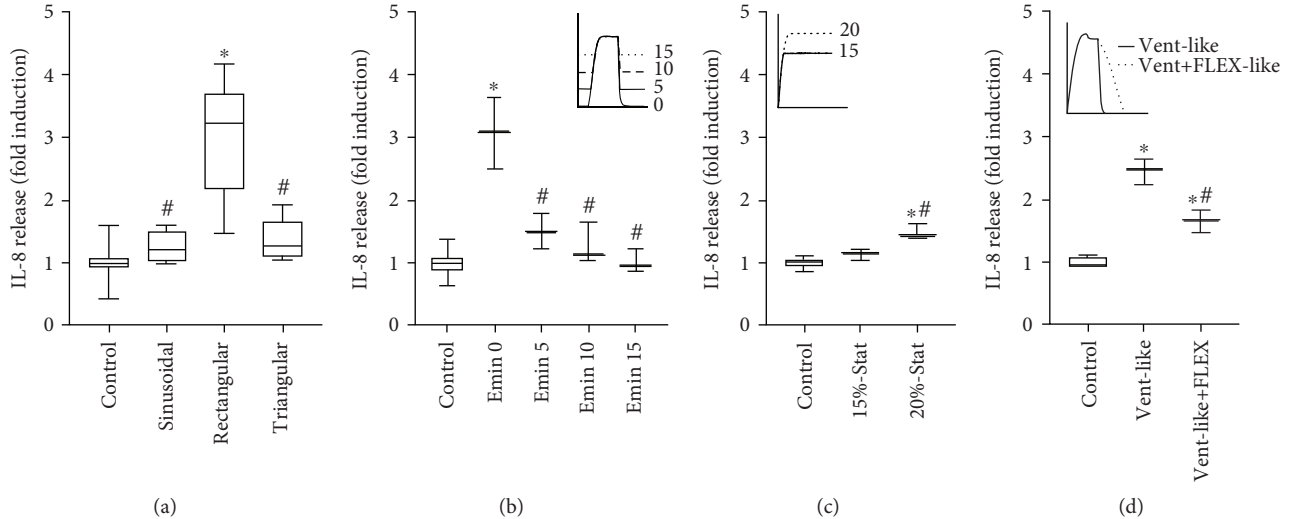 IL-8 release (fold induction)
5
4
3
2
1
0
*
#
#
Control
Sinusoidal
Rectangular
Triangular
(a)
IL-8 release (fold induction)
5
4
3
2
1
0
*
#
#
#
15
10
5
0
Control
Emin 0
Emin 5
Emin 10
Emin 15
(b)
IL-8 release (fold induction)
5
4
3
2
1
0
20
15
*#
Control
15%-Stat
20%-Stat
(c)
IL-8 release (fold induction)
5
4
3
2
1
0
Vent-like
Vent+FLEX-like
*
*#
Control
Vent-like
Vent-like+FLEX
(d)